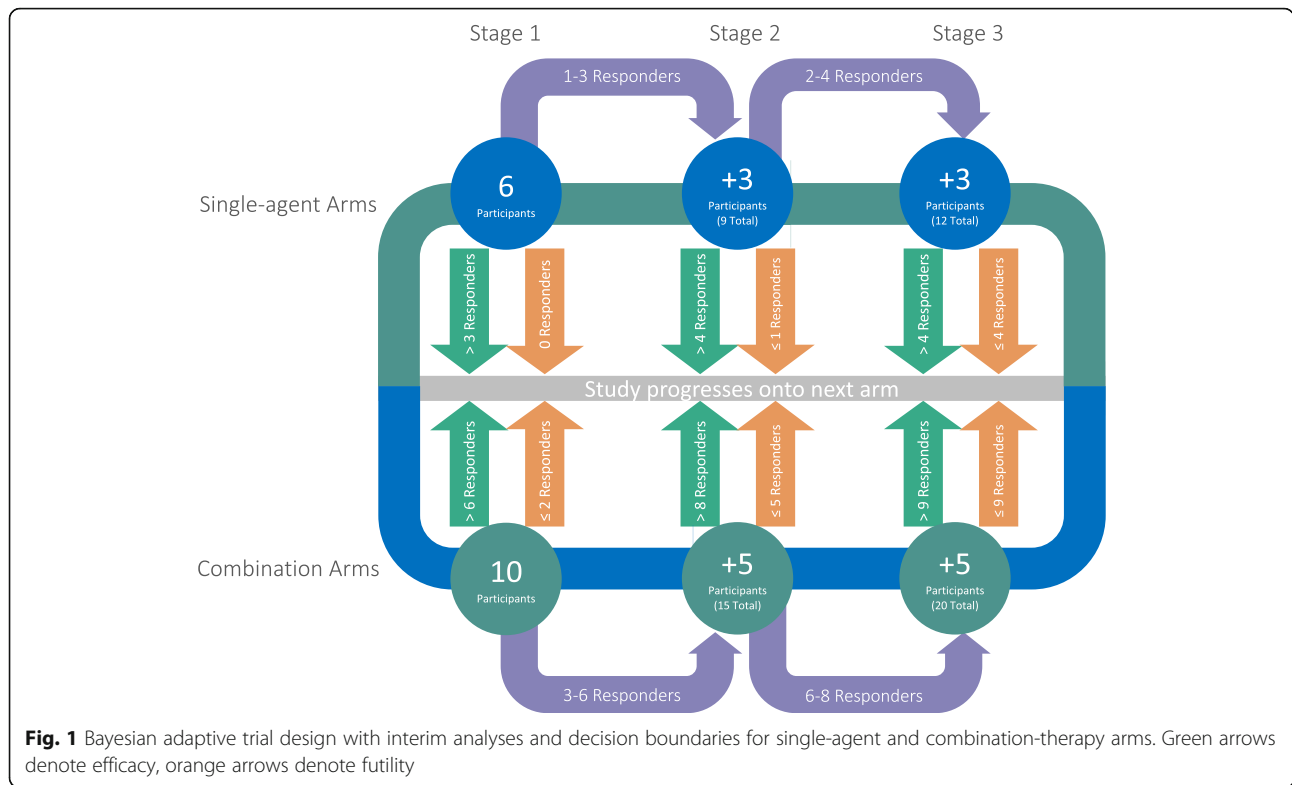 Stage 1
Stage 2
Stage 3
1-3 Responders
2-4 Responders
Single-agent Arms
6
Participants
+3
Participants
(9 Total)
+3
Participants
(12 Total)
> 3 Responders
0 Responders
> 4 Responders
≤ 1 Responders
> 4 Responders
≤ 4 Responders
Study progresses onto next arm
> 6 Responders
≤ 2 Responders
> 8 Responders
≤ 5 Responders
> 9 Responders
≤ 9 Responders
Combination Arms
10
Participants
+5
Participants
(15 Total)
+5
Participants
(20 Total)
3-6 Responders
6-8 Responders
Fig. 1 Bayesian adaptive trial design with interim analyses and decision boundaries for single-agent and combination-therapy arms. Green arrows
denote efficacy, orange arrows denote futility